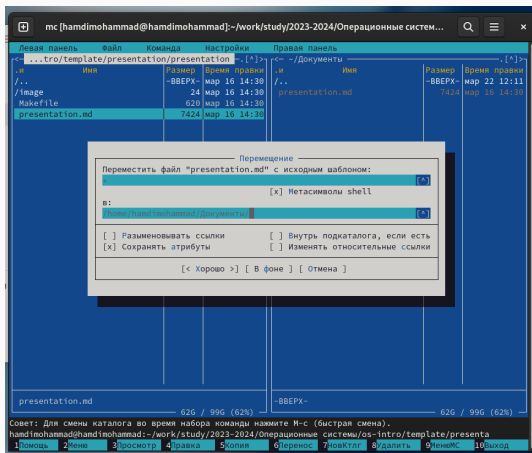 mc [hamdimohammad@hamdimohammad]:~/work/study/2023-2024/Операционные систем...
Левая панель Файл Команда Настройки Правая панель
<— ...tro/template/presentation/presentation —.[^]> <— ~/Документы —.[^]>
.и Имя Размер Время правки .и Имя Размер Время правки
/.. -ВВЕРХ- мар 16 14:30 /.. -ВВЕРХ- мар 22 12:11
/image 24 мар 16 14:30 presentation.md 7424 мар 16 14:30
Makefile 620 мар 16 14:30
presentation.md 7424 мар 16 14:30
Перемещение
Переместить файл "presentation.md" с исходным шаблоном:
* [^]
[x] Метасимволы shell
в:
/home/hamdimohammad/Документы/ [^]
[ ] Разыменовывать ссылки [ ] Внутрь подкаталога, если есть
[x] Сохранять атрибуты [ ] Изменять относительные ссылки
[< Хорошо >] [ В фоне ] [ Отмена ]
presentation.md -ВВЕРХ-
62G / 99G (62%) 62G / 99G (62%)
Совет: Для смены каталога во время набора команды нажмите M-c (быстрая смена).
hamdimohammad@hamdimohammad:~/work/study/2023-2024/Операционные системы/os-intro/template/presenta
1Помощь 2Меню 3Просмотр 4Правка 5Копия 6Перенос 7НовКтлг 8Удалить 9МенюMC 10Выход